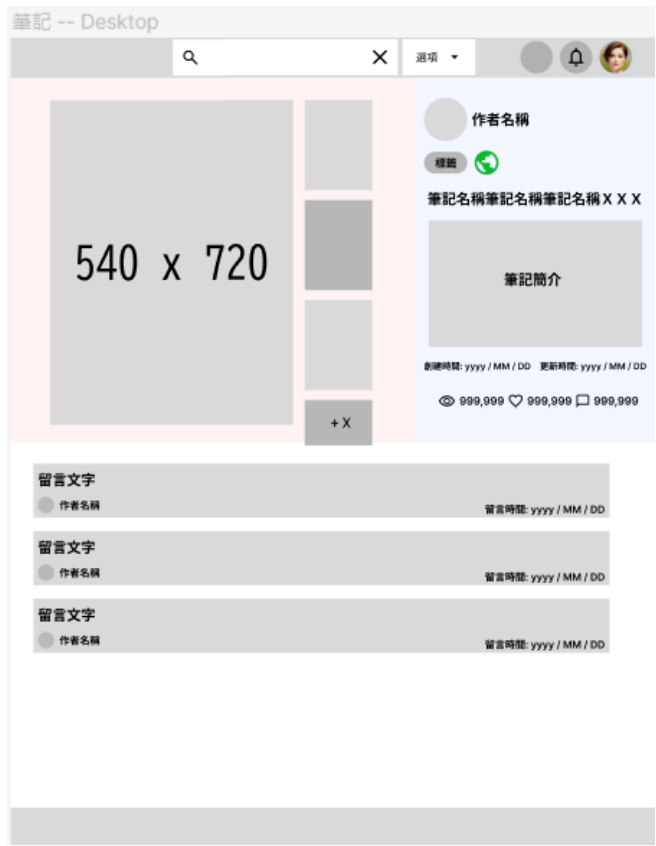 筆記 -- Desktop
選項
作者名稱
標籤
筆記名稱筆記名稱筆記名稱X X X
540 x 720
筆記簡介
創建時間: yyyy / MM / DD 更新時間: yyyy / MM / DD
999,999 999,999 999,999
+ X
留言文字
作者名稱
留言時間: yyyy / MM / DD
留言文字
作者名稱
留言時間: yyyy / MM / DD
留言文字
作者名稱
留言時間: yyyy / MM / DD